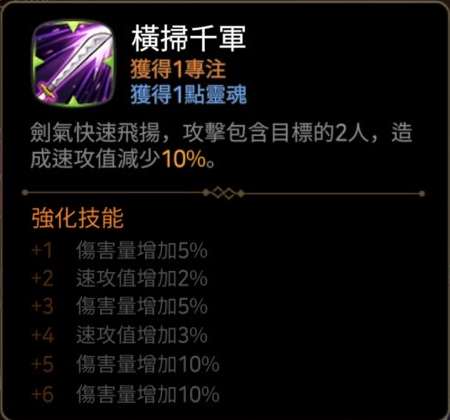 橫掃千軍
獲得1專注
獲得1點靈魂
劍氣快速飛揚，攻擊包含目標的2人，造
成速攻值減少10%。
強化技能
+1 傷害量增加5%
+2 速攻值增加2%
+3 傷害量增加5%
+4 速攻值增加3%
+5 傷害量增加10%
+6 傷害量增加10%